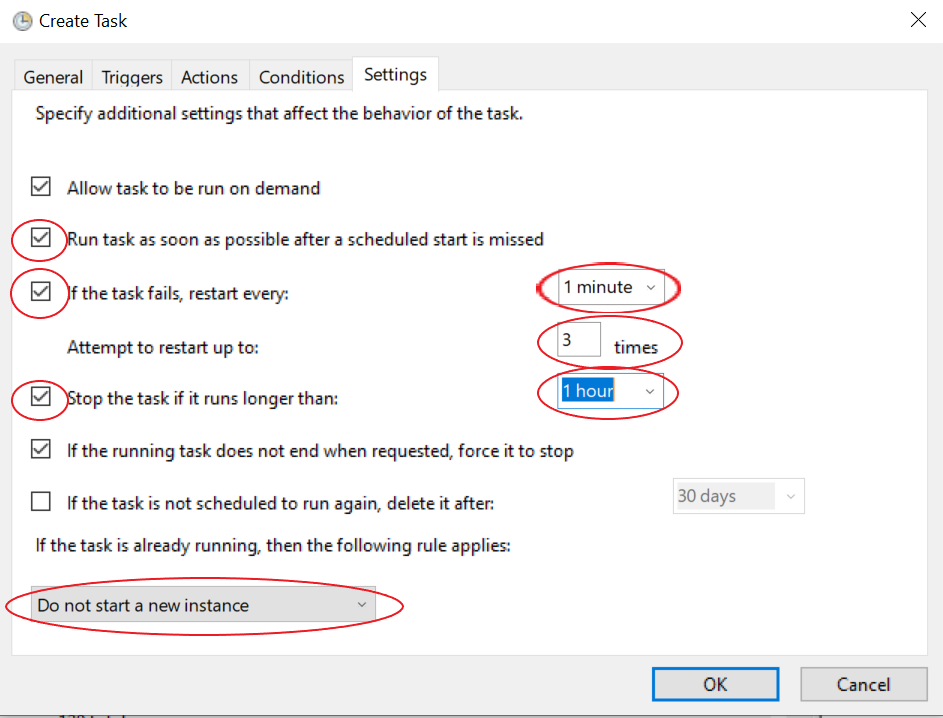 Create Task
General Triggers Actions Conditions Settings
Specify additional settings that affect the behavior of the task.
Allow task to be run on demand
Run task as soon as possible after a scheduled start is missed
If the task fails, restart every: 1 minute
Attempt to restart up to: 3 times
Stop the task if it runs longer than: 1 hour
If the running task does not end when requested, force it to stop
If the task is not scheduled to run again, delete it after: 30 days
If the task is already running, then the following rule applies:
Do not start a new instance
OK Cancel